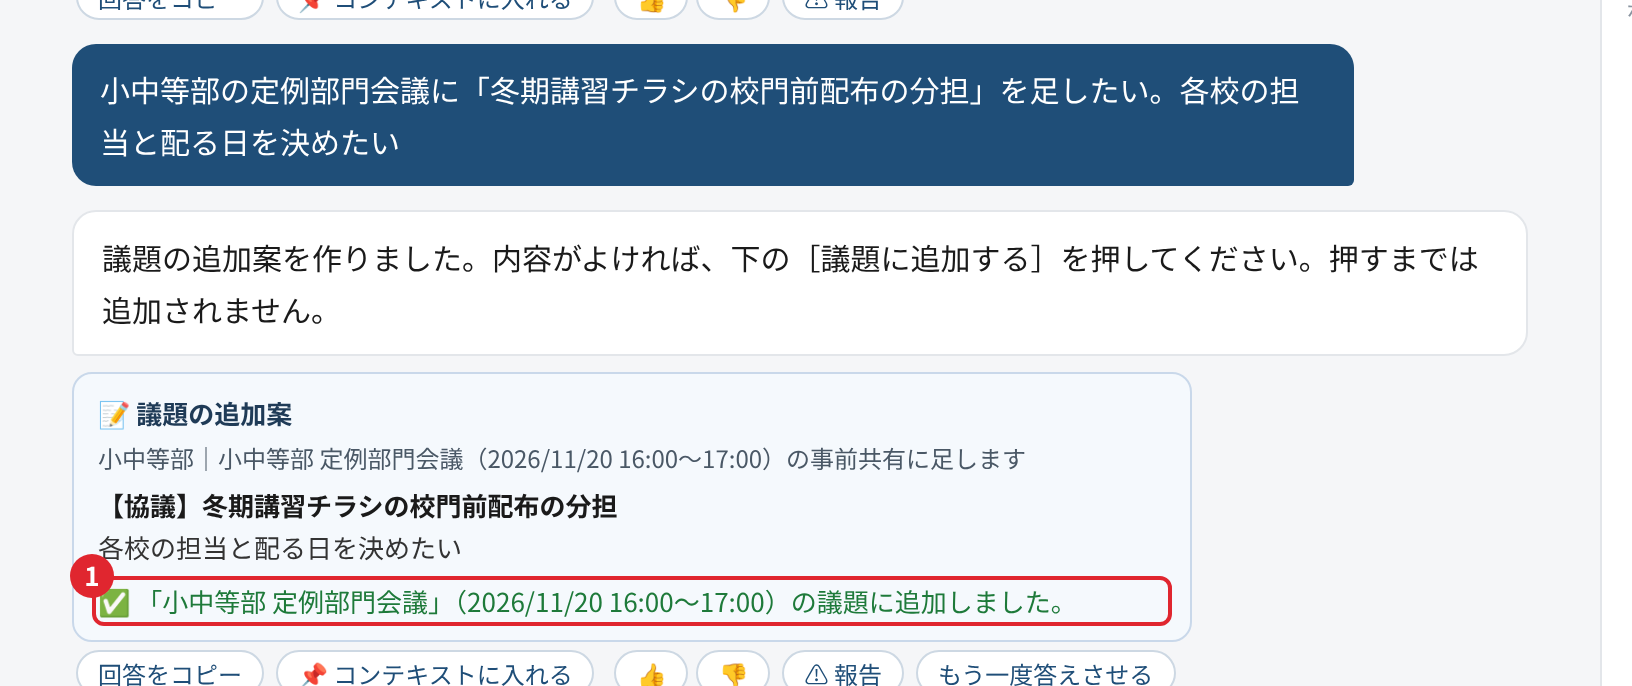 回答をコピー
コンテキストに入れる
報告
小中等部の定例部門会議に「冬期講習チラシの校門前配布の分担」を足したい。各校の担
当と配る日を決めたい
議題の追加案を作りました。内容がよければ、下の［議題に追加する］を押してください。押すまでは
追加されません。
📝 議題の追加案
小中等部｜小中等部 定例部門会議（2026/11/20 16:00〜17:00）の事前共有に足します
【協議】冬期講習チラシの校門前配布の分担
各校の担当と配る日を決めたい
1
✅ 「小中等部 定例部門会議」（2026/11/20 16:00〜17:00）の議題に追加しました。
回答をコピー
📌 コンテキストに入れる
👍
👎
⚠ 報告
もう一度答えさせる